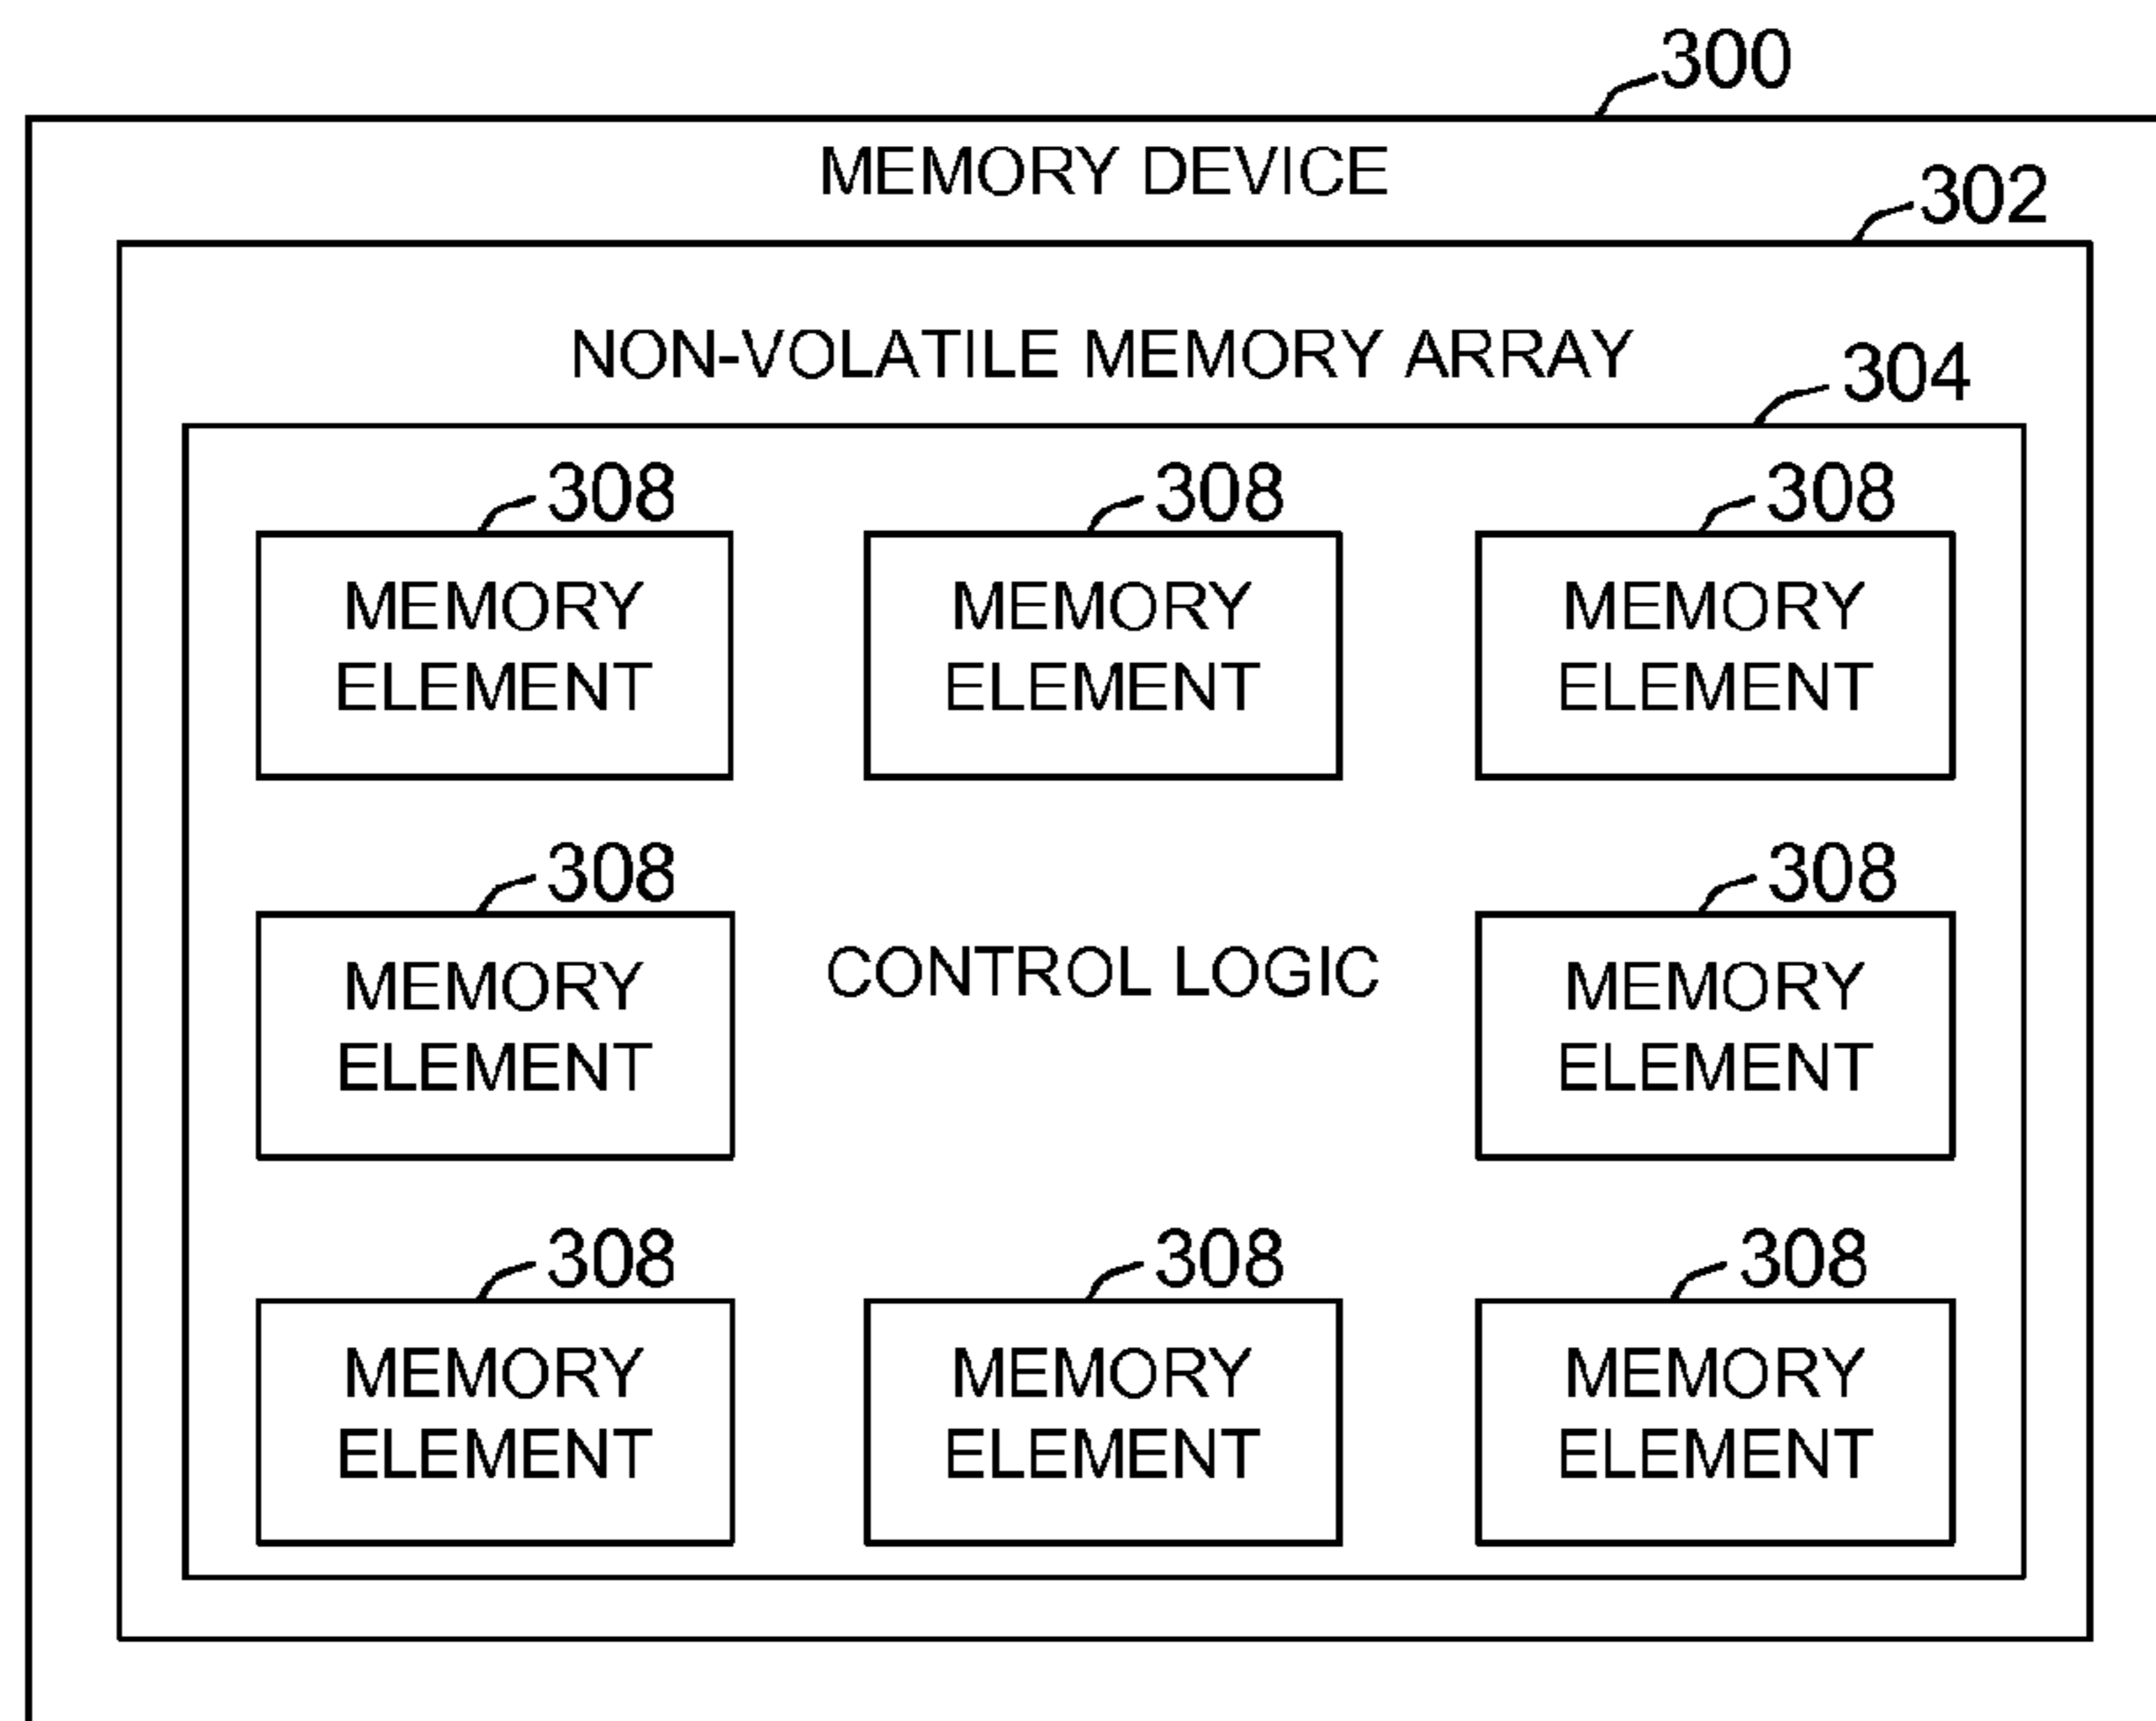 300
MEMORY DEVICE
302
NON-VOLATILE MEMORY ARRAY
304
308 308 308
MEMORY MEMORY MEMORY
ELEMENT ELEMENT ELEMENT
308 308
MEMORY CONTROL LOGIC MEMORY
ELEMENT ELEMENT
308 308 308
MEMORY MEMORY MEMORY
ELEMENT ELEMENT ELEMENT